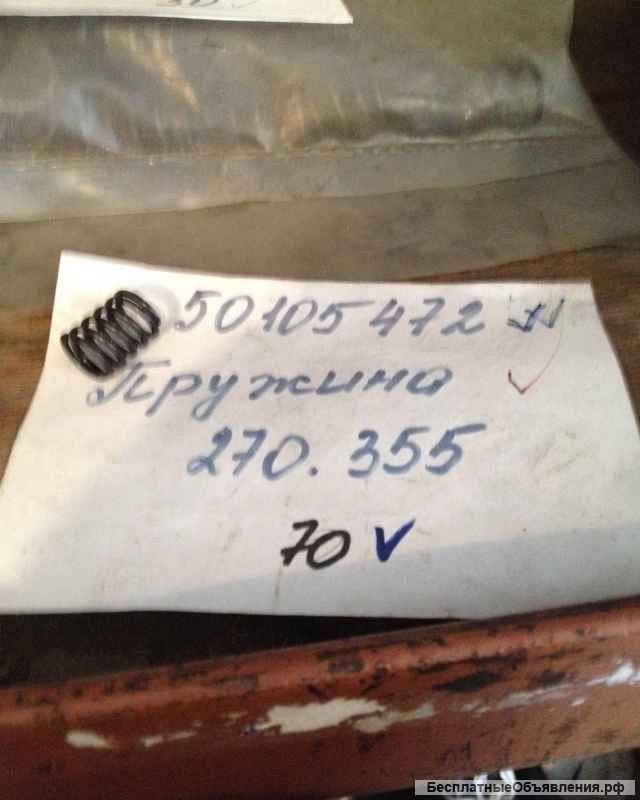 50105472
Пружина
270.355
70 V
БесплатныеОбъявления.рф